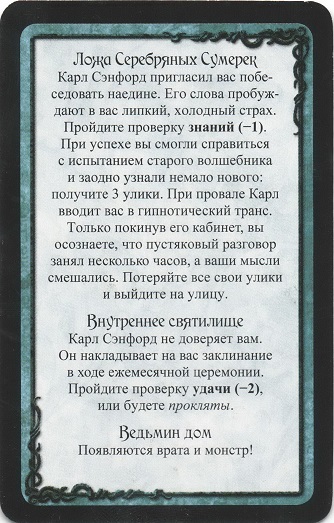 Ложа Серебряных Сумерек
Карл Сэнфорд пригласил вас побе-
седовать наедине. Его слова пробуж-
дают в вас липкий, холодный страх.
Пройдите проверку знаний (−1).
При успехе вы смогли справиться
с испытанием старого волшебника
и заодно узнали немало нового:
получите 3 улики. При провале Карл
вводит вас в гипнотический транс.
Только покинув его кабинет, вы
осознаете, что пустяковый разговор
занял несколько часов, а ваши мысли
смешались. Потеряйте все свои улики
и выйдите на улицу.
Внутреннее святилище
Карл Сэнфорд не доверяет вам.
Он накладывает на вас заклинание
в ходе ежемесячной церемонии.
Пройдите проверку удачи (−2),
или будете прокляты.
Ведьмин дом
Появляются врата и монстр!